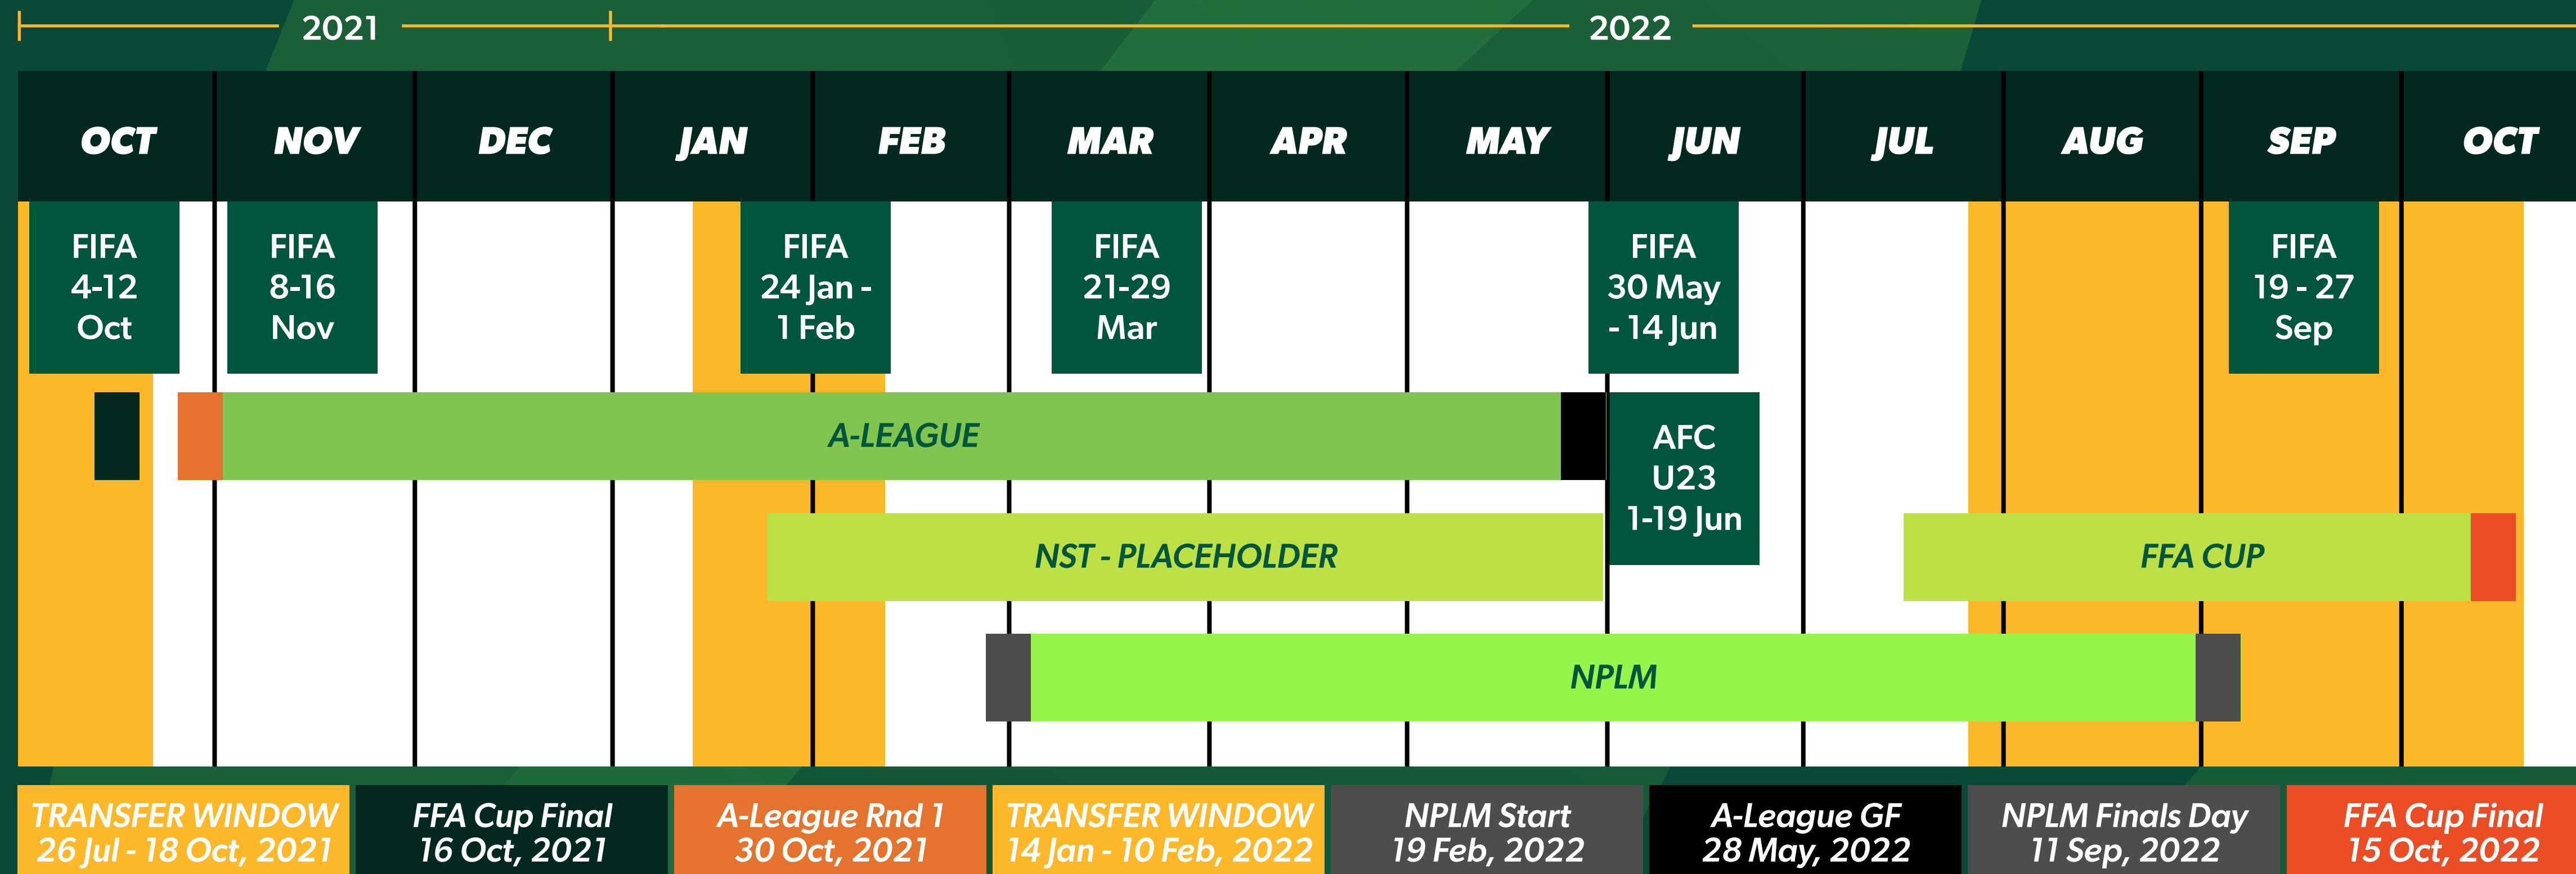 2021
2022
OCT NOV DEC JAN FEB MAR APR MAY JUN JUL AUG SEP OCT
FIFA
4-12
Oct
FIFA
8-16
Nov
FIFA
24 Jan -
1 Feb
FIFA
21-29
Mar
FIFA
30 May
- 14 Jun
FIFA
19 - 27
Sep
A-LEAGUE
AFC
U23
1-19 Jun
NST - PLACEHOLDER
FFA CUP
NPLM
TRANSFER WINDOW
26 Jul - 18 Oct, 2021
FFA Cup Final
16 Oct, 2021
A-League Rnd 1
30 Oct, 2021
TRANSFER WINDOW
14 Jan - 10 Feb, 2022
NPLM Start
19 Feb, 2022
A-League GF
28 May, 2022
NPLM Finals Day
11 Sep, 2022
FFA Cup Final
15 Oct, 2022